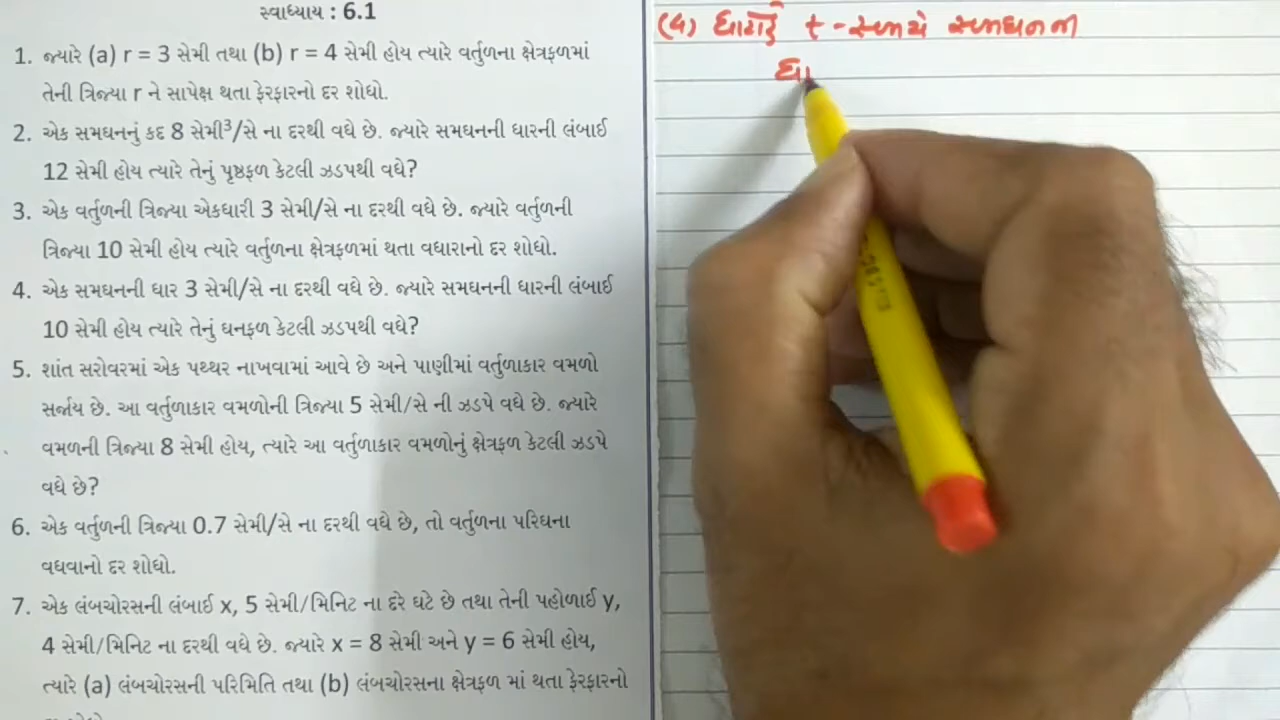 સ્વાધ્યાય : 6.1
1. જ્યારે (a) r = 3 સેમી તથા (b) r = 4 સેમી હોય ત્યારે વર્તુળના ક્ષેત્રફળમાં
તેની ત્રિજ્યા r ને સાપેક્ષ થતા ફેરફારનો દર શોધો.
2. એક સમઘનનું કદ 8 સેમી³/સે ના દરથી વધે છે. જ્યારે સમઘનની ધારની લંબાઈ
12 સેમી હોય ત્યારે તેનું પૃષ્ઠફળ કેટલી ઝડપથી વધે?
3. એક વર્તુળની ત્રિજ્યા એકધારી 3 સેમી/સે ના દરથી વધે છે. જ્યારે વર્તુળની
ત્રિજ્યા 10 સેમી હોય ત્યારે વર્તુળના ક્ષેત્રફળમાં થતા વધારાનો દર શોધો.
4. એક સમઘનની ધાર 3 સેમી/સે ના દરથી વધે છે. જ્યારે સમઘનની ધારની લંબાઈ
10 સેમી હોય ત્યારે તેનું ઘનફળ કેટલી ઝડપથી વધે?
5. શાંત સરોવરમાં એક પથ્થર નાખવામાં આવે છે અને પાણીમાં વર્તુળાકાર વમળો
સર્જાય છે. આ વર્તુળાકાર વમળોની ત્રિજ્યા 5 સેમી/સે ની ઝડપે વધે છે. જ્યારે
વમળની ત્રિજ્યા 8 સેમી હોય, ત્યારે આ વર્તુળાકાર વમળોનું ક્ષેત્રફળ કેટલી ઝડપે
વધે છે?
6. એક વર્તુળની ત્રિજ્યા 0.7 સેમી/સે ના દરથી વધે છે, તો વર્તુળના પરિઘના
વધવાનો દર શોધો.
7. એક લંબચોરસની લંબાઈ x, 5 સેમી/મિનિટ ના દરે ઘટે છે તથા તેની પહોળાઈ y,
4 સેમી/મિનિટ ના દરથી વધે છે. જ્યારે x = 8 સેમી અને y = 6 સેમી હોય,
ત્યારે (a) લંબચોરસની પરિમિતિ તથા (b) લંબચોરસના ક્ષેત્રફળ માં થતા ફેરફારનો
(4) ધારોકે t - સમયે સમઘનની
ધા